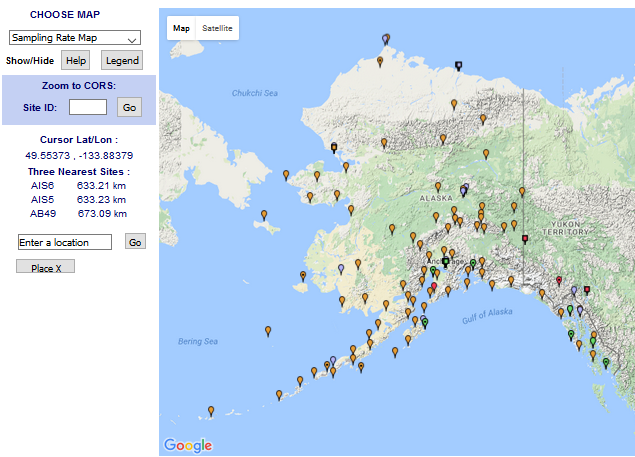 CHOOSE MAP
Sampling Rate Map
Show/Hide Help Legend
Zoom to CORS:
Site ID: Go
Cursor Lat/Lon :
49.55373 , -133.88379
Three Nearest Sites :
AIS6 633.21 km
AIS5 633.23 km
AB49 673.09 km
Enter a location Go
Place X
Map Satellite
Chukchi Sea
ALASKA
YUKON
TERRITORY
Gulf of Alaska
Bering Sea
Google